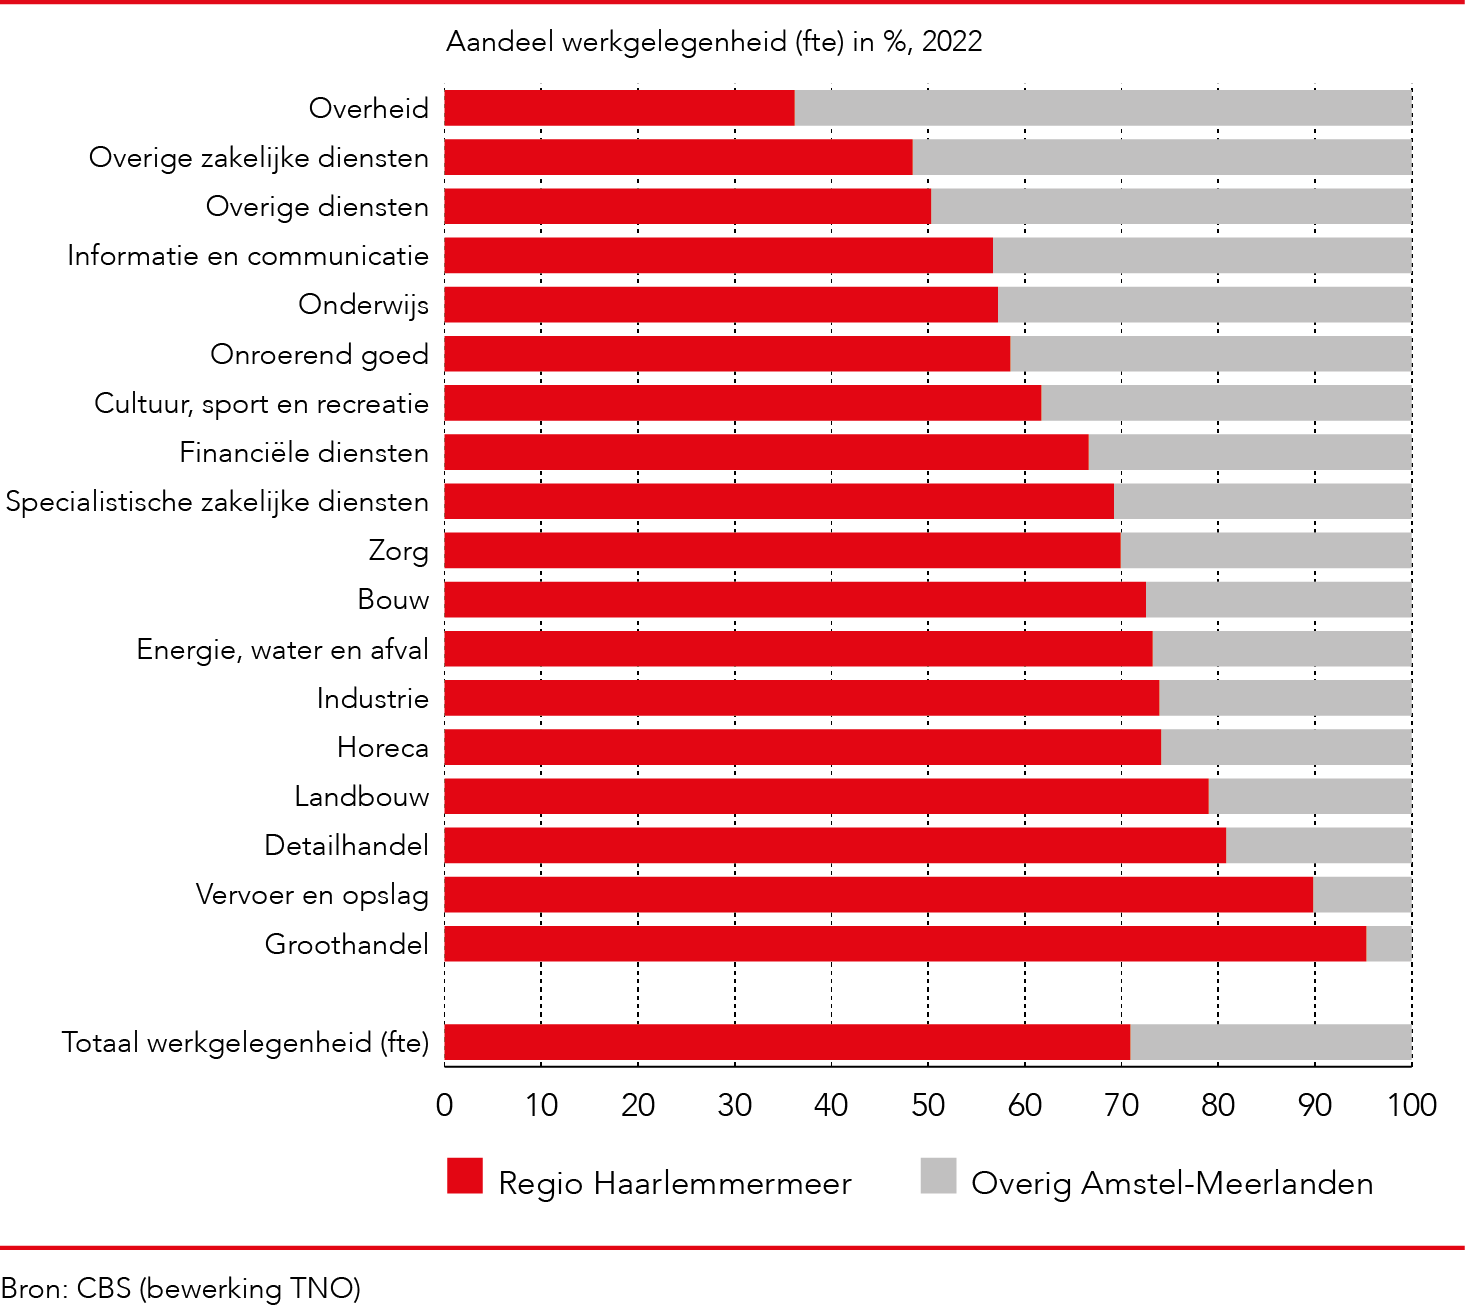 Aandeel werkgelegenheid (fte) in %, 2022
Overheid
Overige zakelijke diensten
Overige diensten
Informatie en communicatie
Onderwijs
Onroerend goed
Cultuur, sport en recreatie
Financiële diensten
Specialistische zakelijke diensten
Zorg
Bouw
Energie, water en afval
Industrie
Horeca
Landbouw
Detailhandel
Vervoer en opslag
Groothandel
Totaal werkgelegenheid (fte)
0 10 20 30 40 50 60 70 80 90 100
Regio Haarlemmermeer Overig Amstel-Meerlanden
Bron: CBS (bewerking TNO)